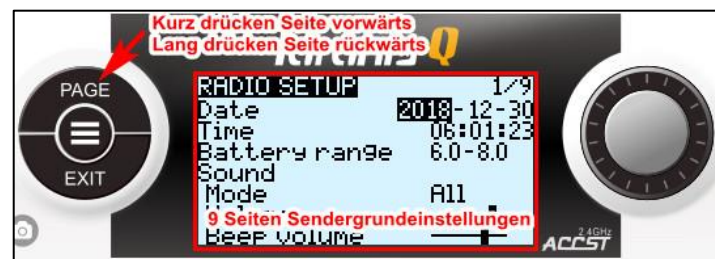 Kurz drücken Seite vorwärts
Lang drücken Seite rückwärts
Q
PAGE
EXIT
RADIO SETUP 1/9
Date 2018-12-30
Time 06:01:23
Battery range 6.0-8.0
Sound
Mode All
9 Seiten Sendergrundeinstellungen
Beep volume
2.4GHz
ACCST